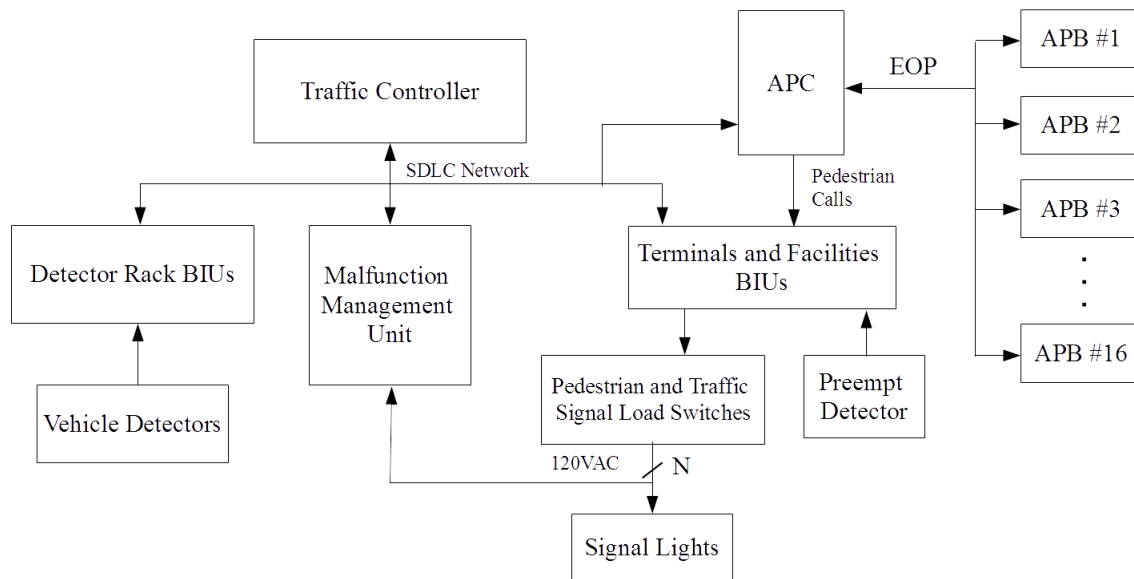 Traffic Controller
APC
EOP
APB #1
APB #2
APB #3
APB #16
SDLC Network
Pedestrian
Calls
Detector Rack BIUs
Malfunction
Management
Unit
Terminals and Facilities
BIUs
Vehicle Detectors
Pedestrian and Traffic
Signal Load Switches
Preempt
Detector
120VAC
N
Signal Lights